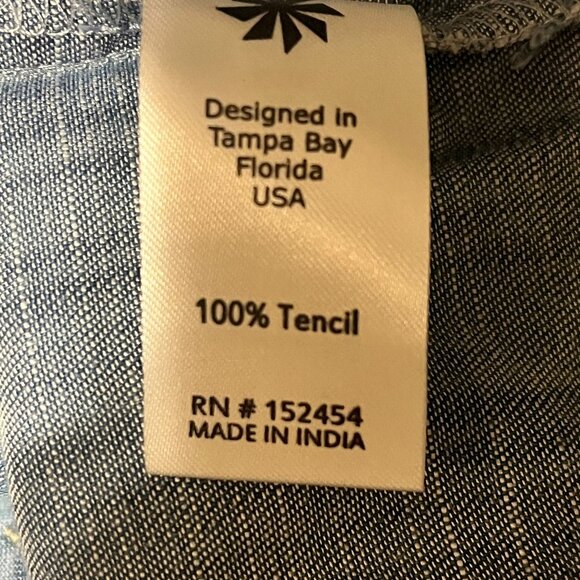 Designed in
Tampa Bay
Florida
USA
100% Tencil
RN # 152454
MADE IN INDIA